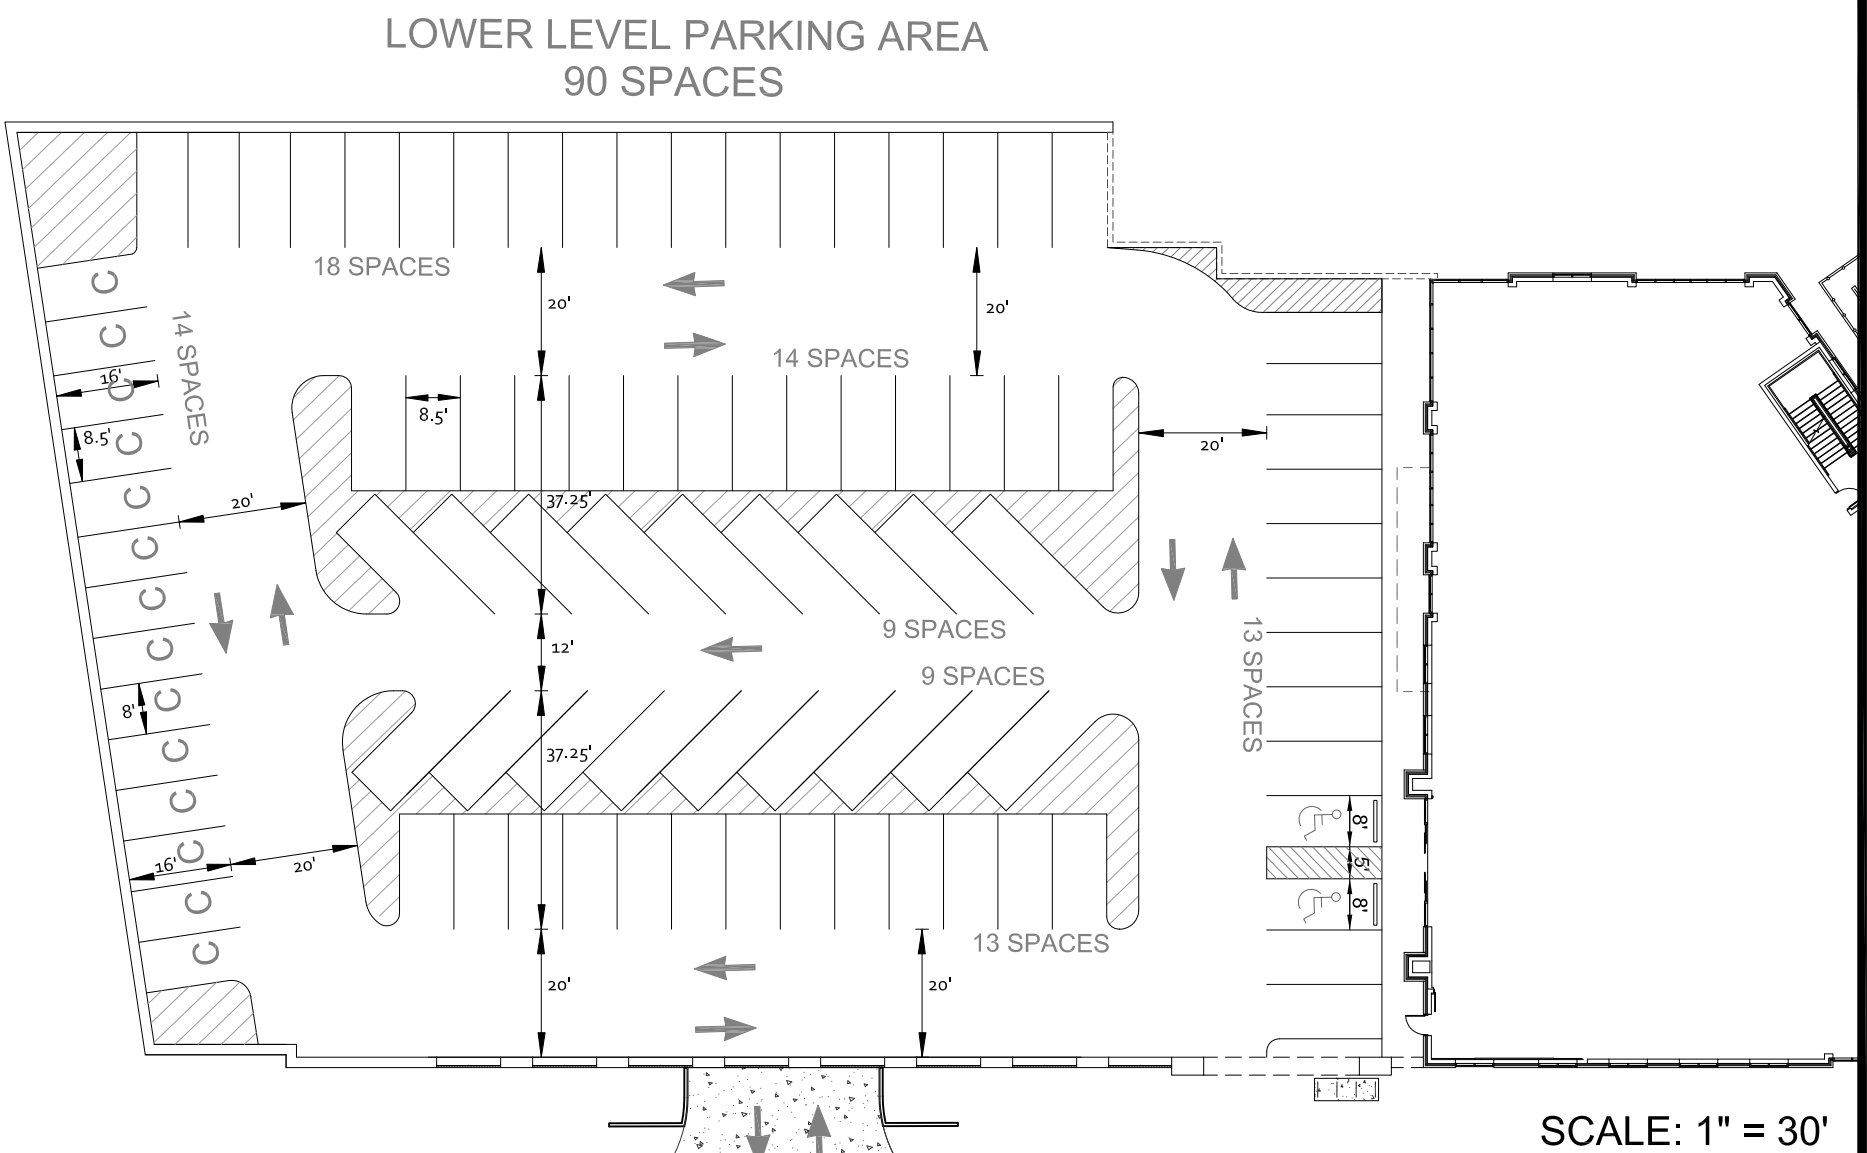 LOWER LEVEL PARKING AREA
90 SPACES
18 SPACES
20'
20'
14 SPACES
14 SPACES
16'
8.5'
8.5'
20'
20'
37.25'
9 SPACES
12'
9 SPACES
13 SPACES
8'
37.25'
16'
20'
8'
5'
8'
13 SPACES
20'
20'
C
C
C
C
C
C
C
C
C
C
C
C
C
C
SCALE: 1" = 30'